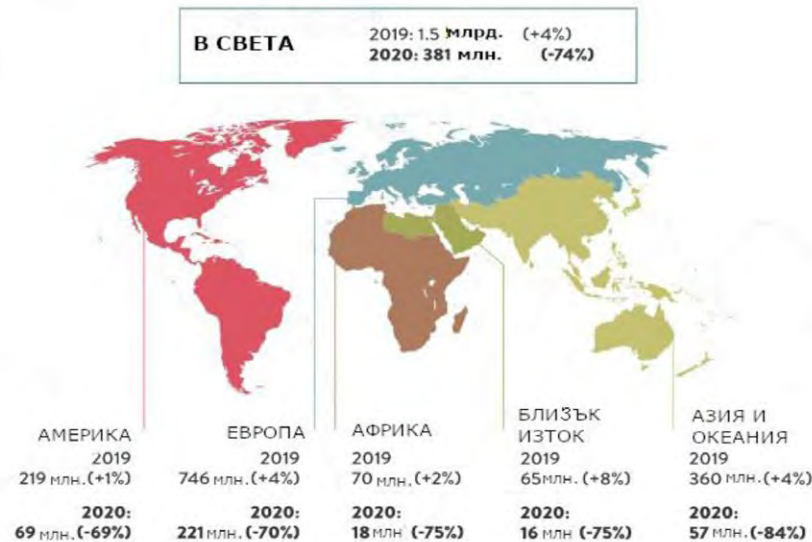 В СВЕТА
2019: 1.5 млрд. (+4%)
2020: 381 млн. (-74%)
АМЕРИКА
2019
219 млн.(+1%)
2020:
69 млн.(-69%)
ЕВРОПА
2019
746 млн.(+4%)
2020:
221 млн.(-70%)
АФРИКА
2019
70 млн.(+2%)
2020:
18 млн (-75%)
БЛИЗЪК
ИЗТОК
2019
65млн.(+8%)
2020:
16 млн (-75%)
АЗИЯ И
ОКЕАНИЯ
2019
360 млн.(+4%)
2020:
57 млн.(-84%)